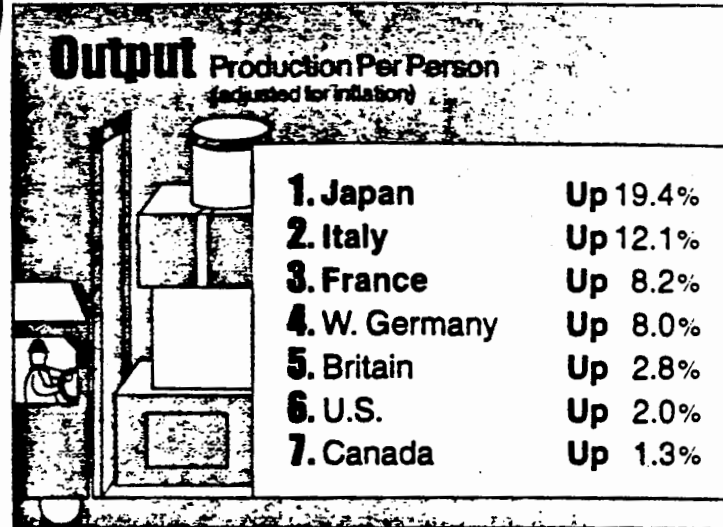 Output Production Per Person
(adjusted for inflation)
1. Japan Up 19.4%
2. Italy Up 12.1%
3. France Up 8.2%
4. W. Germany Up 8.0%
5. Britain Up 2.8%
6. U.S. Up 2.0%
7. Canada Up 1.3%